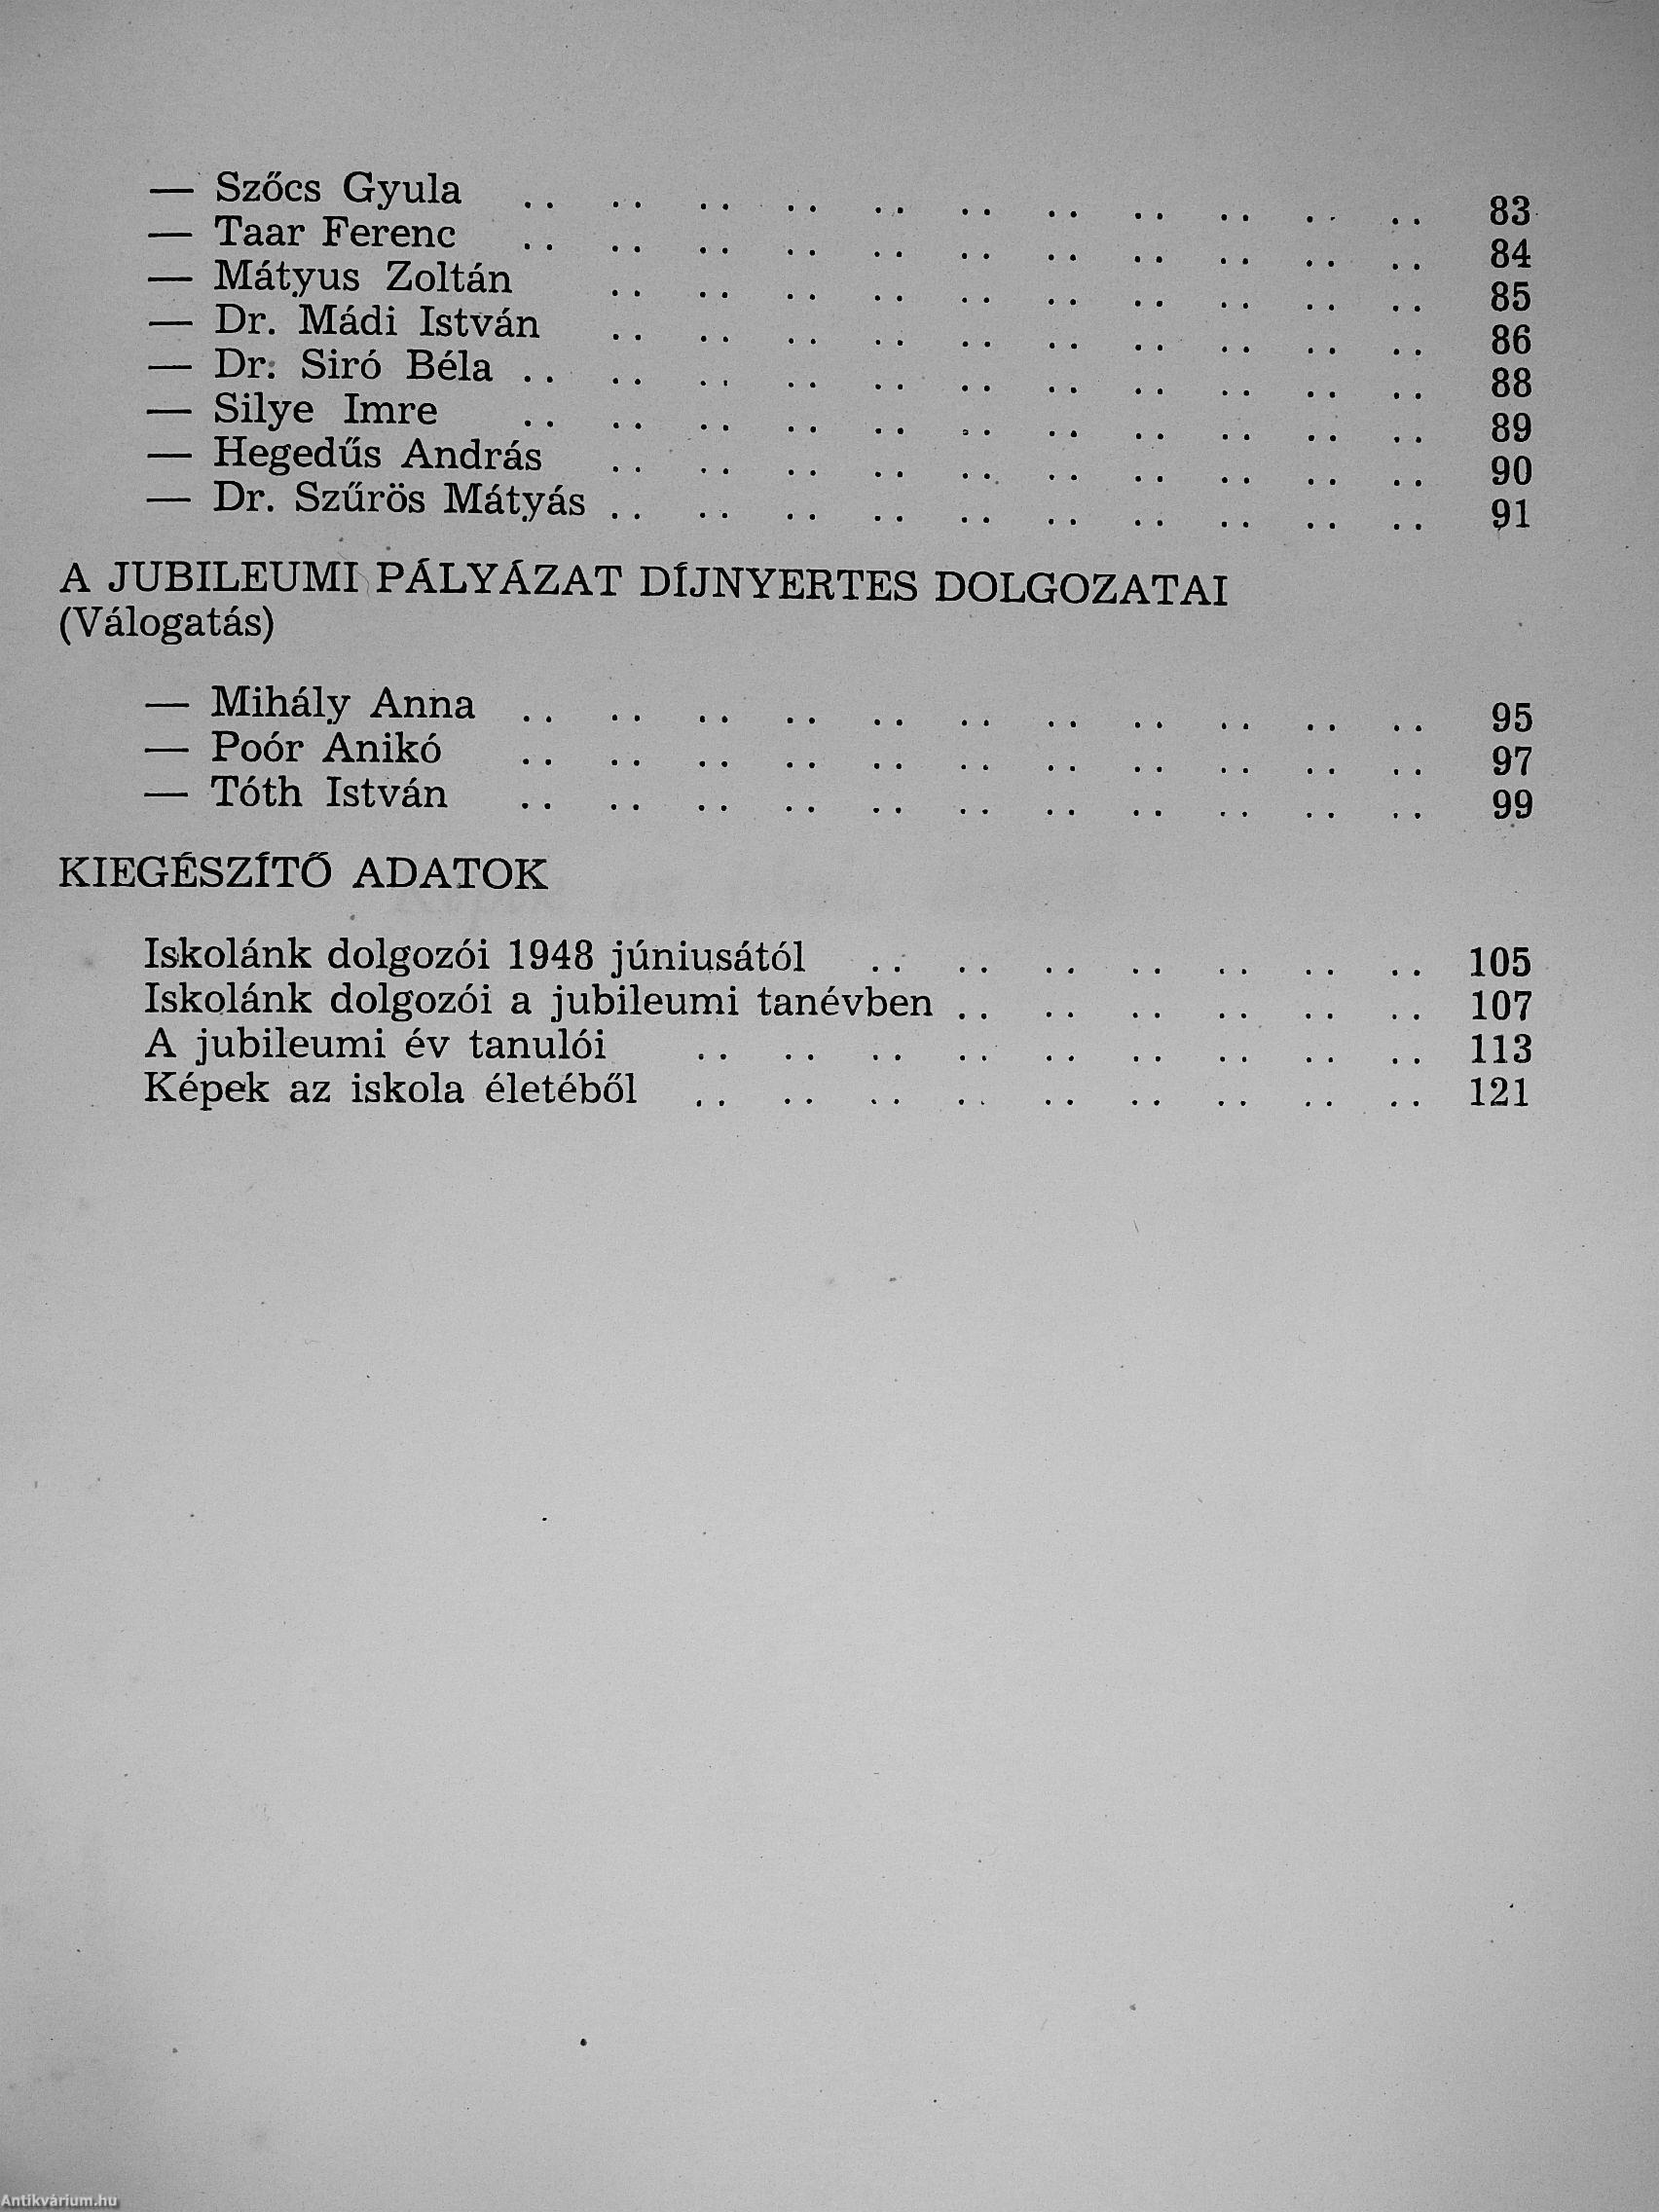 — Szőcs Gyula .. .. .. .. .. .. .. .. .. .. .. 83
— Taar Ferenc .. .. .. .. .. .. .. .. .. .. .. 84
— Mátyus Zoltán .. .. .. .. .. .. .. .. .. .. 85
— Dr. Mádi István .. .. .. .. .. .. .. .. .. .. 86
— Dr. Siró Béla .. .. .. .. .. .. .. .. .. .. .. 88
— Silye Imre .. .. .. .. .. .. .. .. .. .. .. 89
— Hegedűs András .. .. .. .. .. .. .. .. .. .. 90
— Dr. Szűrös Mátyás .. .. .. .. .. .. .. .. .. .. 91
A JUBILEUMI PÁLYÁZAT DÍJNYERTES DOLGOZATAI
(Válogatás)
— Mihály Anna .. .. .. .. .. .. .. .. .. .. .. 95
— Poór Anikó .. .. .. .. .. .. .. .. .. .. .. 97
— Tóth István .. .. .. .. .. .. .. .. .. .. .. 99
KIEGÉSZÍTŐ ADATOK
Iskolánk dolgozói 1948 júniusától .. .. .. .. .. .. .. 105
Iskolánk dolgozói a jubileumi tanévben .. .. .. .. .. .. 107
A jubileumi év tanulói .. .. .. .. .. .. .. .. .. 113
Képek az iskola életéből .. .. .. .. .. .. .. .. .. 121
Antikvárium.hu